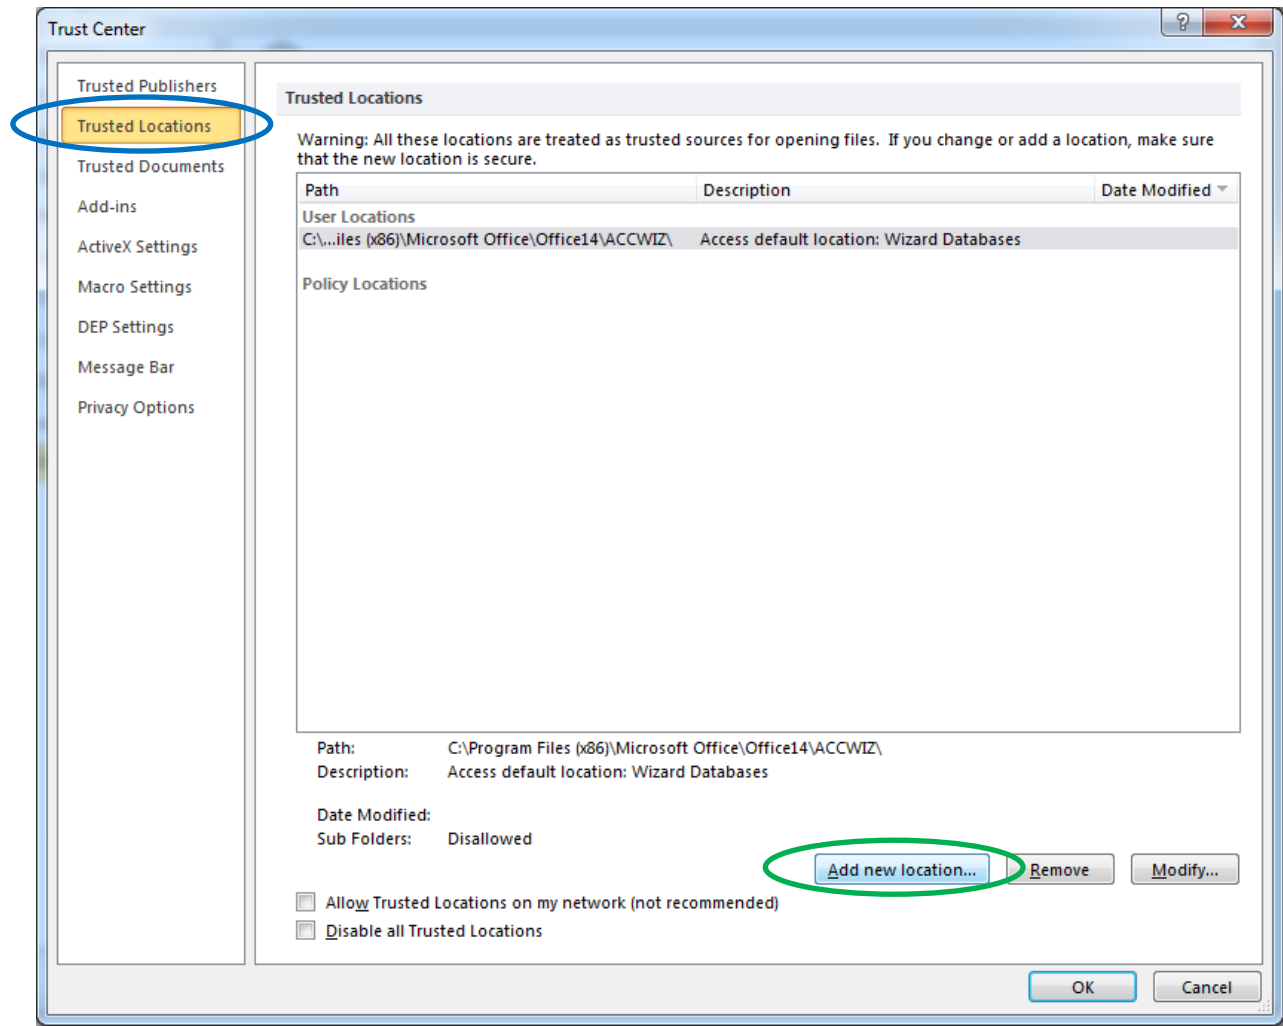 Trust Center
?
Trusted Publishers
Trusted Locations
Trusted Documents
Add-ins
ActiveX Settings
Macro Settings
DEP Settings
Message Bar
Privacy Options
Trusted Locations
Warning: All these locations are treated as trusted sources for opening files. If you change or add a location, make sure
that the new location is secure.
Path Description Date Modified
User Locations
C:\...iles (x86)\Microsoft Office\Office14\ACCWIZ\ Access default location: Wizard Databases
Policy Locations
Path: C:\Program Files (x86)\Microsoft Office\Office14\ACCWIZ\
Description: Access default location: Wizard Databases
Date Modified:
Sub Folders: Disallowed
Add new location... Remove Modify...
Allow Trusted Locations on my network (not recommended)
Disable all Trusted Locations
OK Cancel